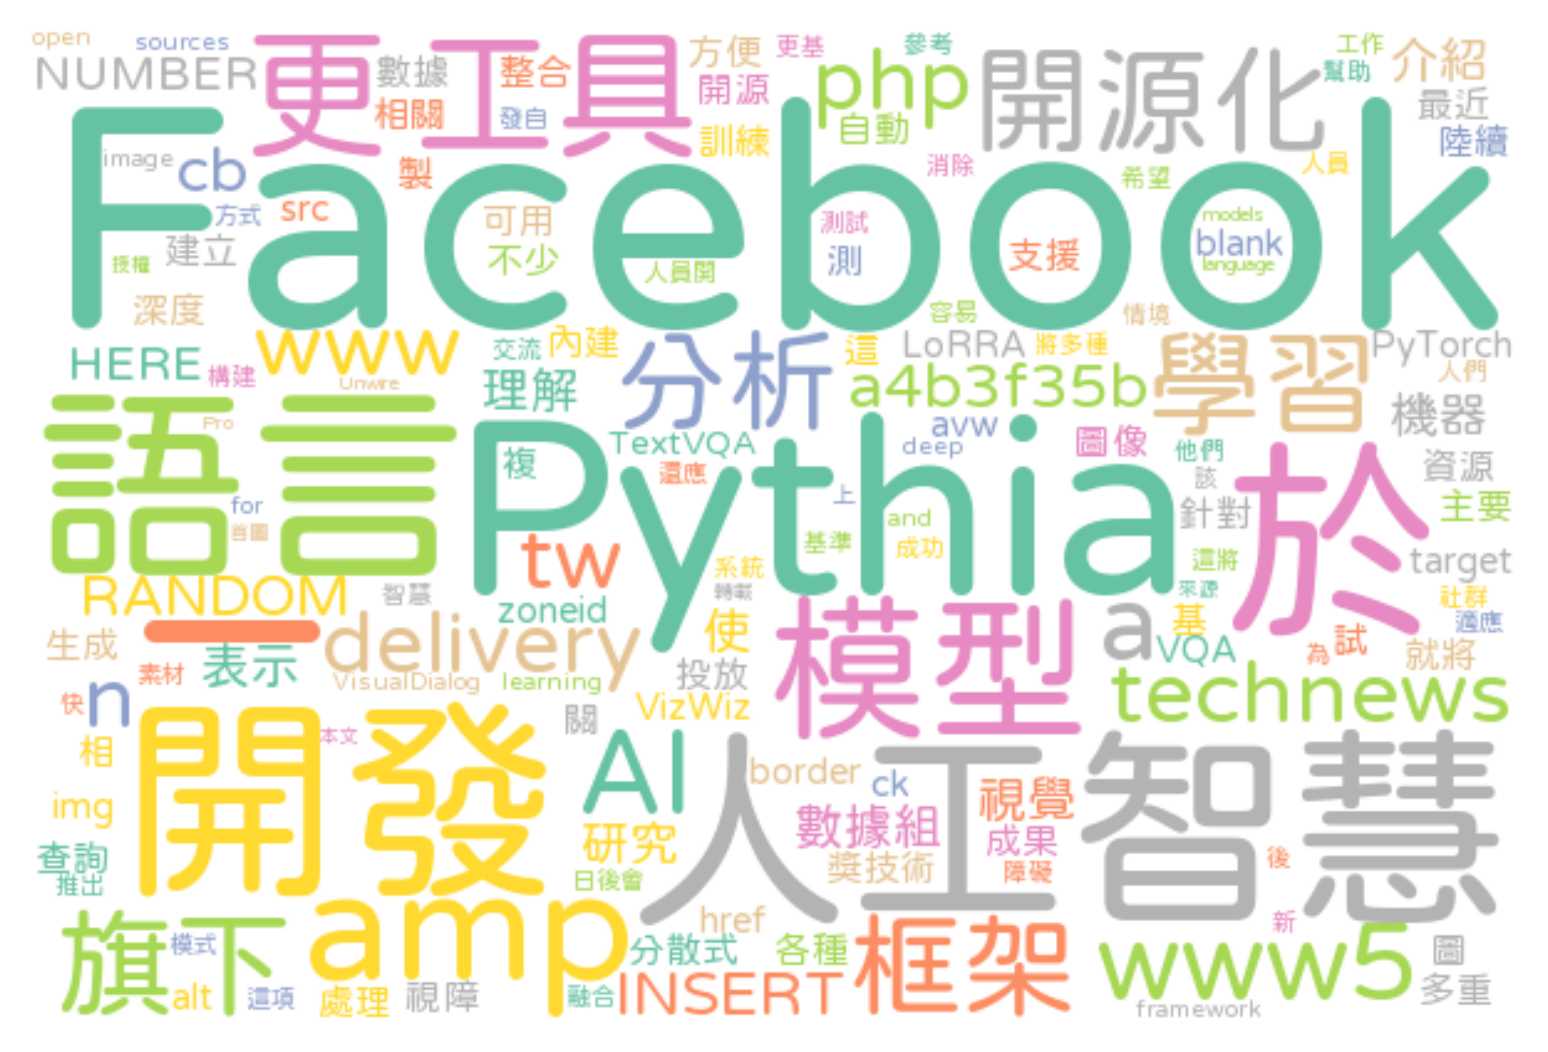 open
sources
更工具
方便
更基
參考
工作
介紹
NUMBER
數據
整合
php
開源化
幫助
相關
發自
開源
自動
最近
訓練
陸續
Facebook
image
cb
製
消除
希望
人員
方式
src
可用
測試
models
建立
不少
測
支援
blank
授權
人員開
language
深度
容易
情境
HERE
www
交流
內建
分析
這
LoRRA
將多種
學習
PyTorch
構建
Unwire
理解
a4b3f35b
人們
語言
Pro
Pythia
avw
機器
TextVQA
deep
圖像
他們
於
複
還應
該
資源
for
上
針對
主要
首圖
tw
基準
and
成功
這將
target
RANDOM
智慧
zoneid
系統
轉載
來源
社群
一
delivery
使
模型
a
基
適應
生成
表示
VQA
為
試
就將
素材
VisualDialog
learning
投放
technews
快
n
VizWiz
開發
本文
關
AI
人工智慧
相
border
ck
視覺
img
數據組
成果
查詢
研究
獎技術
障礙
後
推出
日後會
旗下
amp
href
新
模式
分散式
各種
框架
www5
圖
alt
這項
處理
視障
融合
INSERT
多重
framework